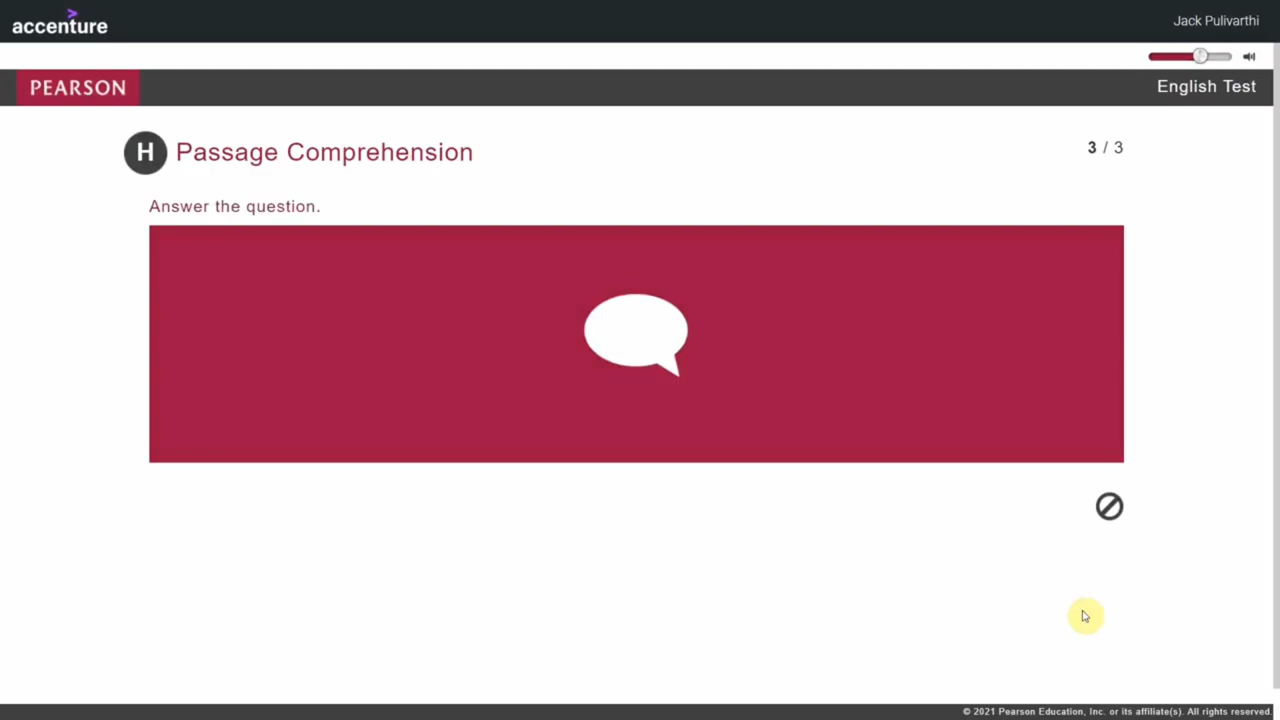 accenture
Jack Pulivarthi
PEARSON
English Test
H Passage Comprehension
3 / 3
Answer the question.
© 2021 Pearson Education, Inc. or its affiliate(s). All rights reserved.